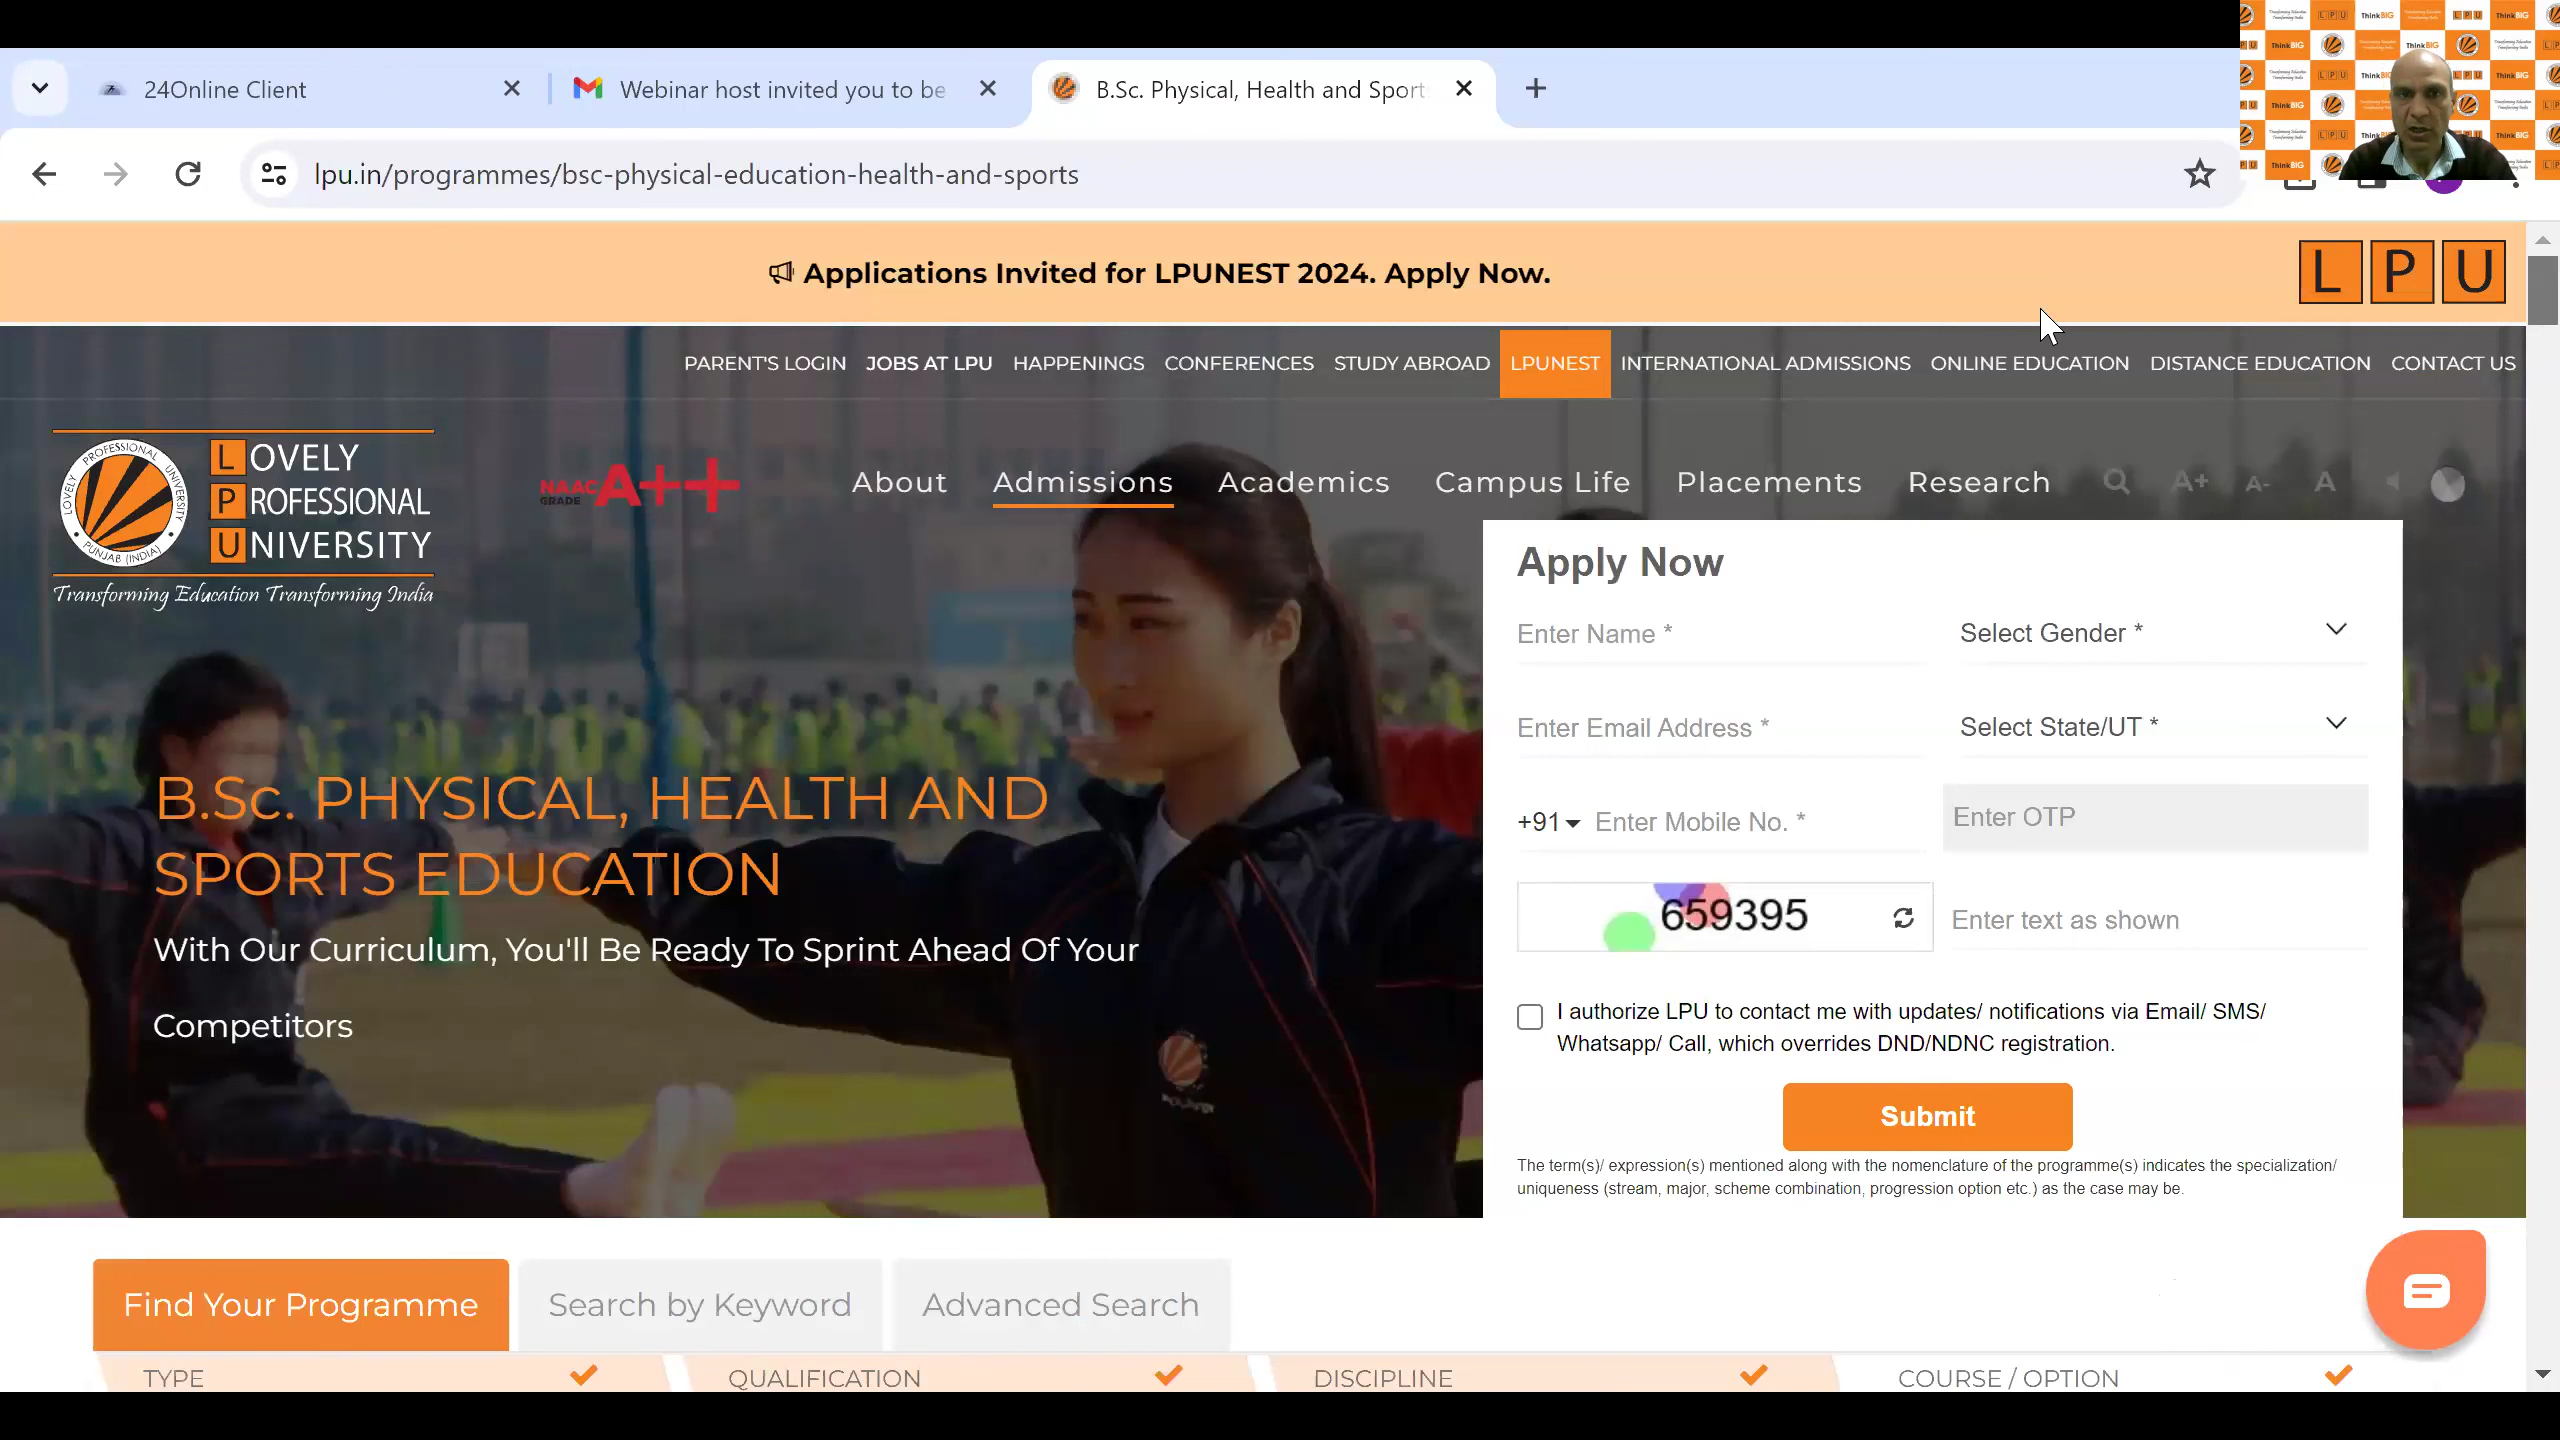 24Online Client
Webinar host invited you to be
B.Sc. Physical, Health and Sport
lpu.in/programmes/bsc-physical-education-health-and-sports
Applications Invited for LPUNEST 2024. Apply Now.
L P U
PARENT'S LOGIN JOBS AT LPU HAPPENINGS CONFERENCES STUDY ABROAD LPUNEST INTERNATIONAL ADMISSIONS ONLINE EDUCATION DISTANCE EDUCATION CONTACT US
LOVELY
PROFESSIONAL
UNIVERSITY
LOVELY PROFESSIONAL UNIVERSITY
PUNJAB (INDIA)
Transforming Education Transforming India
NAAC
GRADE
A++
About Admissions Academics Campus Life Placements Research A+ A- A
Apply Now
Enter Name *
Select Gender *
Enter Email Address *
Select State/UT *
+91 Enter Mobile No. *
Enter OTP
659395
Enter text as shown
I authorize LPU to contact me with updates/ notifications via Email/ SMS/
Whatsapp/ Call, which overrides DND/NDNC registration.
Submit
The term(s)/ expression(s) mentioned along with the nomenclature of the programme(s) indicates the specialization/
uniqueness (stream, major, scheme combination, progression option etc.) as the case may be.
B.Sc. PHYSICAL, HEALTH AND
SPORTS EDUCATION
With Our Curriculum, You'll Be Ready To Sprint Ahead Of Your
Competitors
Find Your Programme
Search by Keyword
Advanced Search
TYPE
QUALIFICATION
DISCIPLINE
COURSE / OPTION